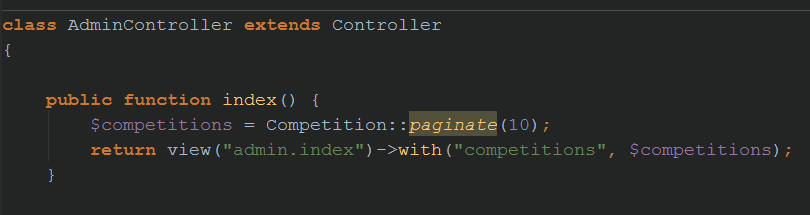 class AdminController extends Controller
{
public function index() {
$competitions = Competition::paginate(10);
return view("admin.index")->with("competitions", $competitions);
}